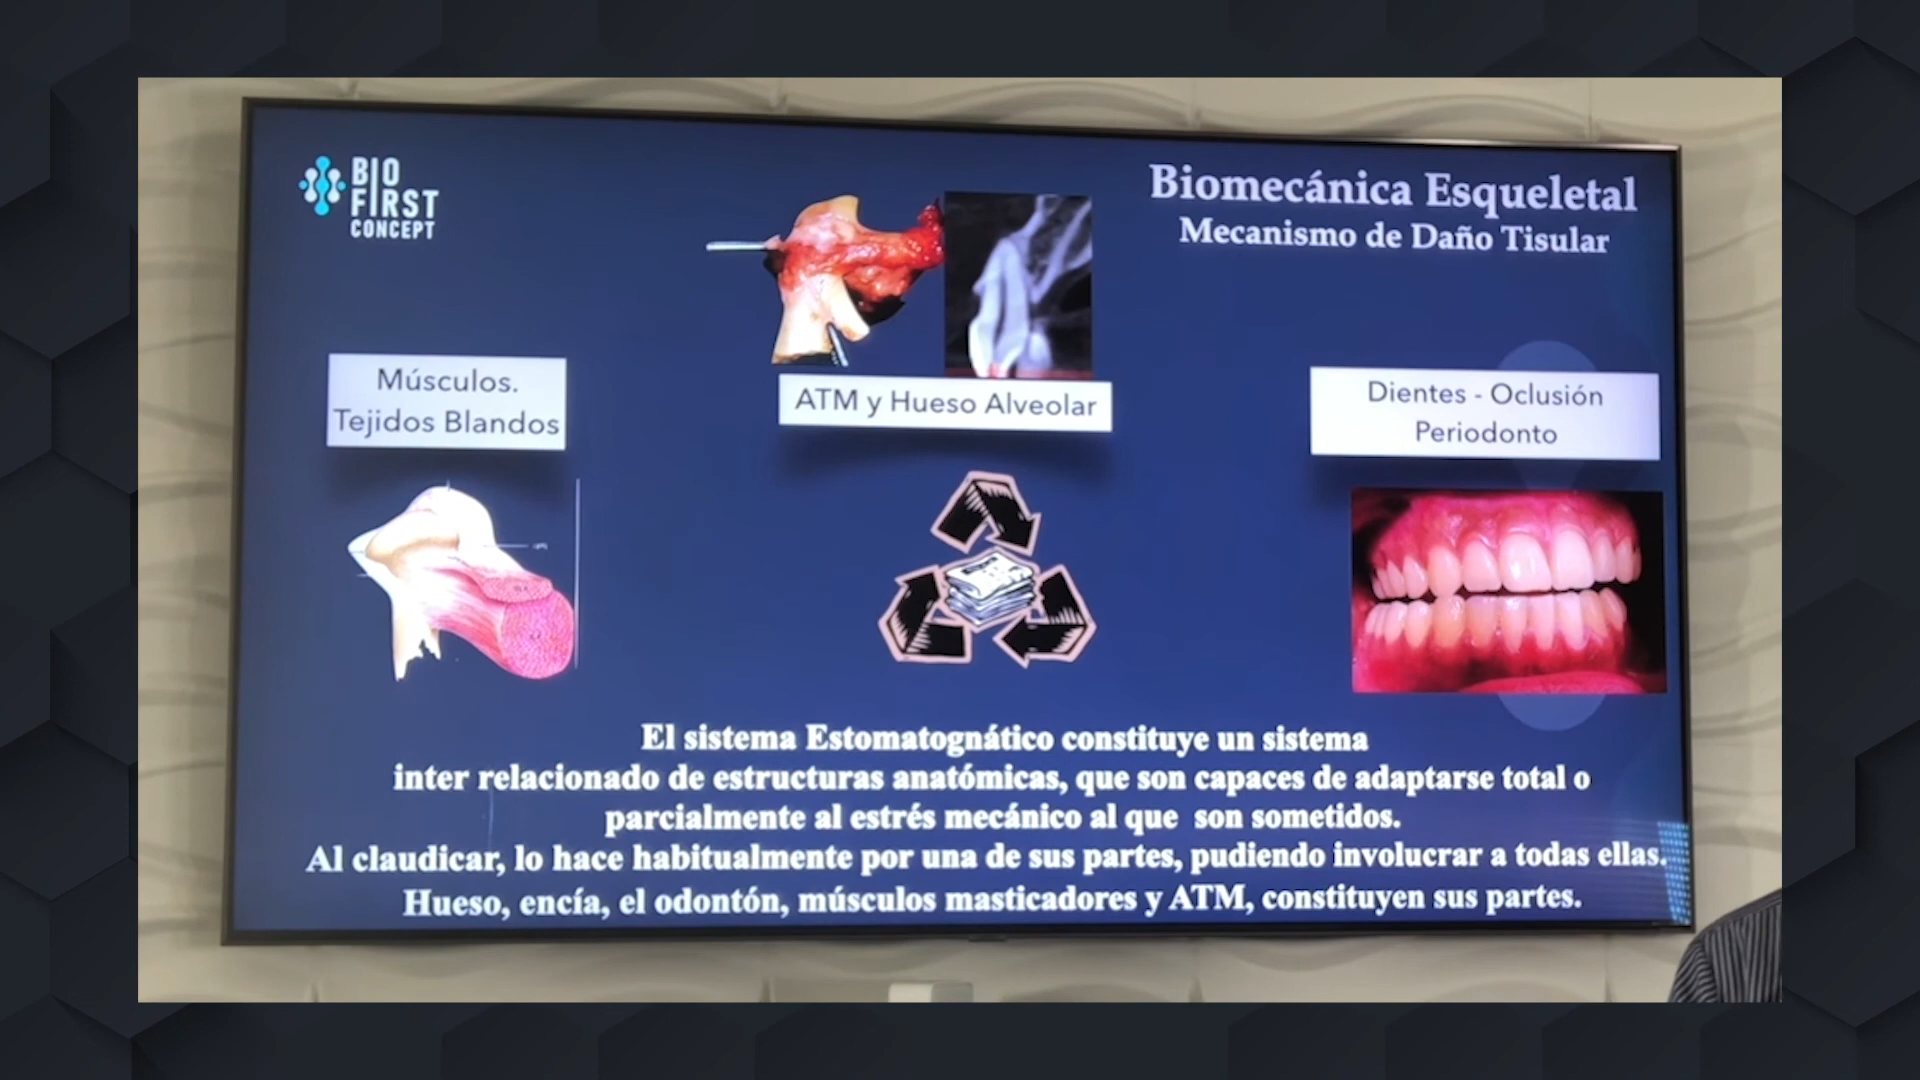 BIO
FIRST
CONCEPT
Biomecánica Esqueletal
Mecanismo de Daño Tisular
Músculos.
Tejidos Blandos
ATM y Hueso Alveolar
Dientes - Oclusión
Periodonto
El sistema Estomatognático constituye un sistema
inter relacionado de estructuras anatómicas, que son capaces de adaptarse total o
parcialmente al estrés mecánico al que son sometidos.
Al claudicar, lo hace habitualmente por una de sus partes, pudiendo involucrar a todas ellas.
Hueso, encía, el odontón, músculos masticadores y ATM, constituyen sus partes.